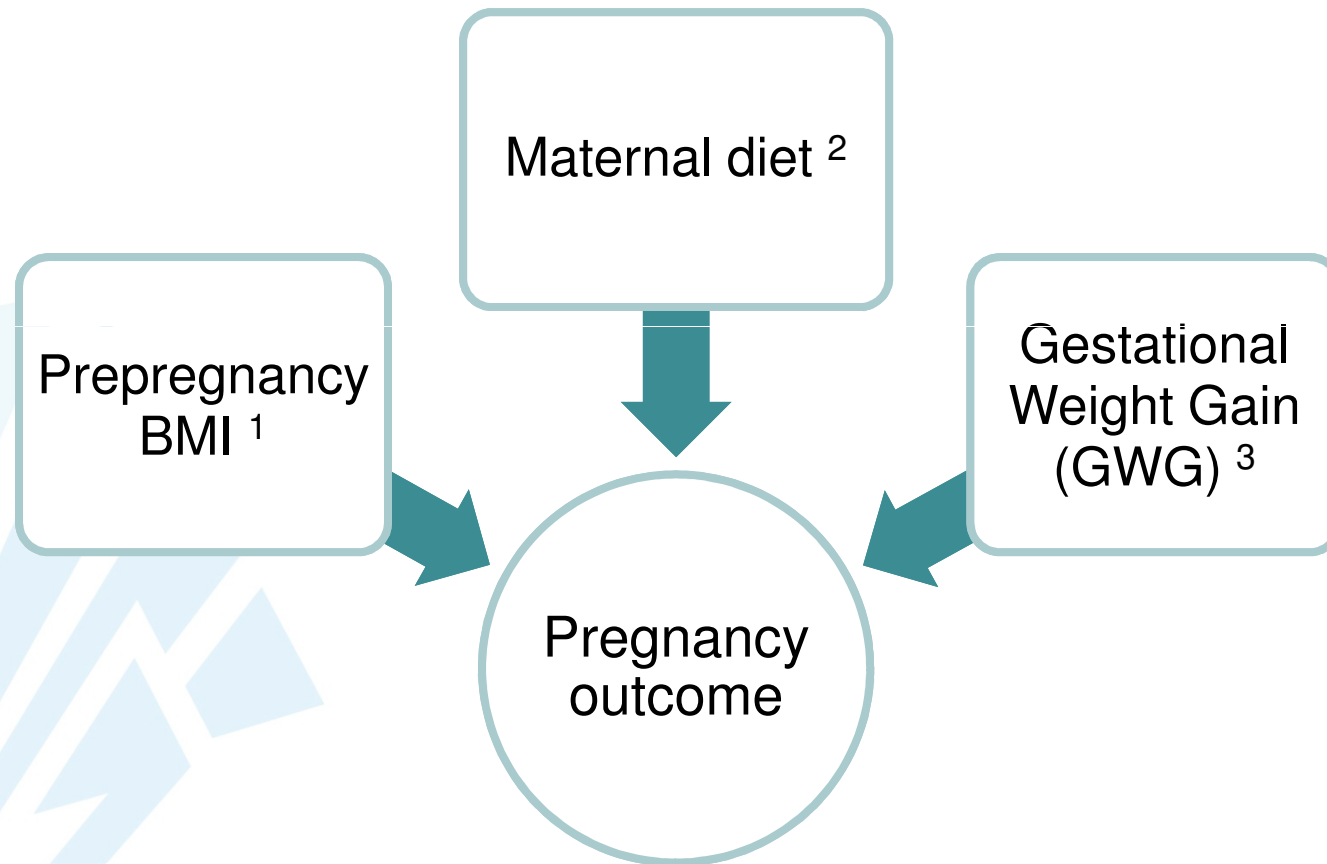 Maternal diet ²
Prepregnancy
BMI ¹
Gestational
Weight Gain
(GWG) ³
Pregnancy
outcome